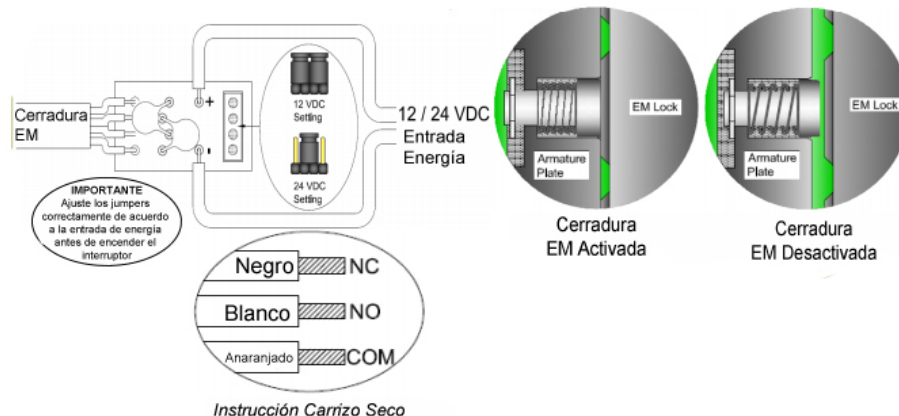 Cerradura
EM
+
-
12 VDC
Setting
24 VDC
Setting
12 / 24 VDC
Entrada
Energía
IMPORTANTE
Ajuste los jumpers
correctamente de acuerdo
a la entrada de energía
antes de encender el
interruptor
Negro NC
Blanco NO
Anaranjado COM
Instrucción Carrizo Seco
EM Lock
Armature
Plate
Cerradura
EM Activada
EM Lock
Armature
Plate
Cerradura
EM Desactivada